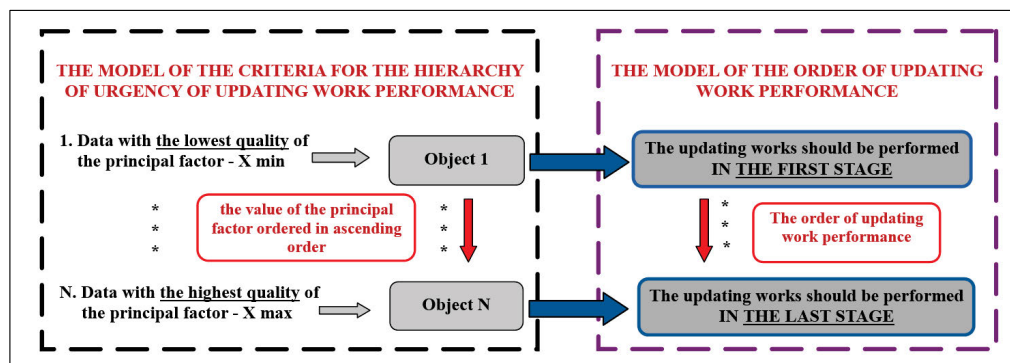 THE MODEL OF THE CRITERIA FOR THE HIERARCHY
OF URGENCY OF UPDATING WORK PERFORMANCE
1. Data with the lowest quality of
the principal factor - X min
Object 1
* *
* *
* *
the value of the principal
factor ordered in ascending
order
N. Data with the highest quality of
the principal factor - X max
Object N
THE MODEL OF THE ORDER OF UPDATING
WORK PERFORMANCE
The updating works should be performed
IN THE FIRST STAGE
*
*
*
The order of updating
work performance
The updating works should be performed
IN THE LAST STAGE